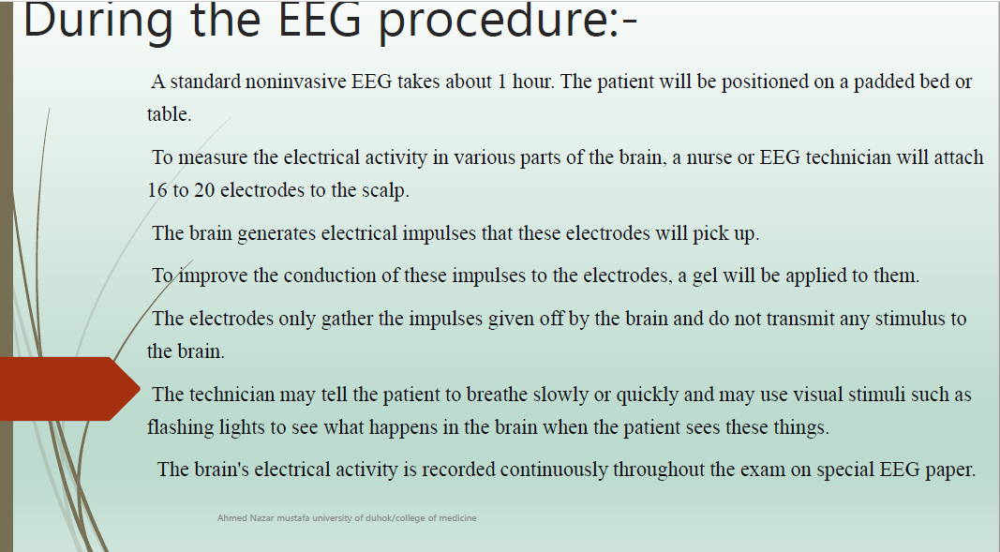 During the EEG procedure:-
A standard noninvasive EEG takes about 1 hour. The patient will be positioned on a padded bed or
table.
To measure the electrical activity in various parts of the brain, a nurse or EEG technician will attach
16 to 20 electrodes to the scalp.
The brain generates electrical impulses that these electrodes will pick up.
To improve the conduction of these impulses to the electrodes, a gel will be applied to them.
The electrodes only gather the impulses given off by the brain and do not transmit any stimulus to
the brain.
The technician may tell the patient to breathe slowly or quickly and may use visual stimuli such as
flashing lights to see what happens in the brain when the patient sees these things.
The brain's electrical activity is recorded continuously throughout the exam on special EEG paper.
Ahmed Nazar mustafa university of duhok/college of medicine